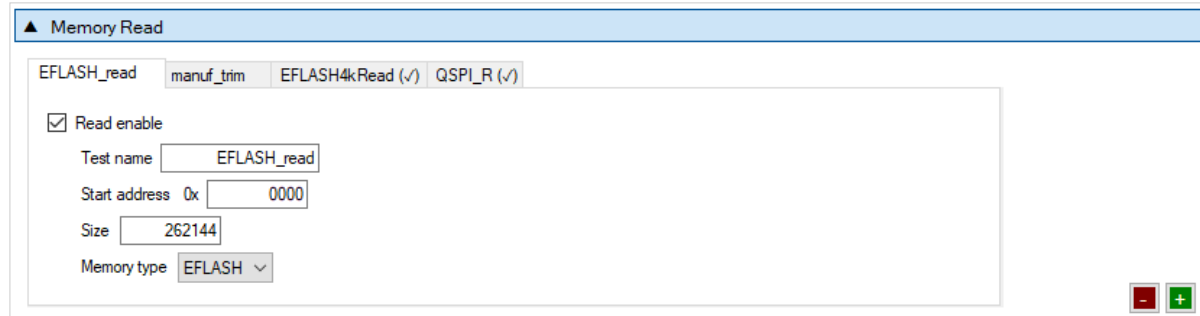 ▲ Memory Read
EFLASH_read manuf_trim EFLASH4kRead (✓) QSPI_R (✓)
Read enable
Test name EFLASH_read
Start address 0x 0000
Size 262144
Memory type EFLASH
- +